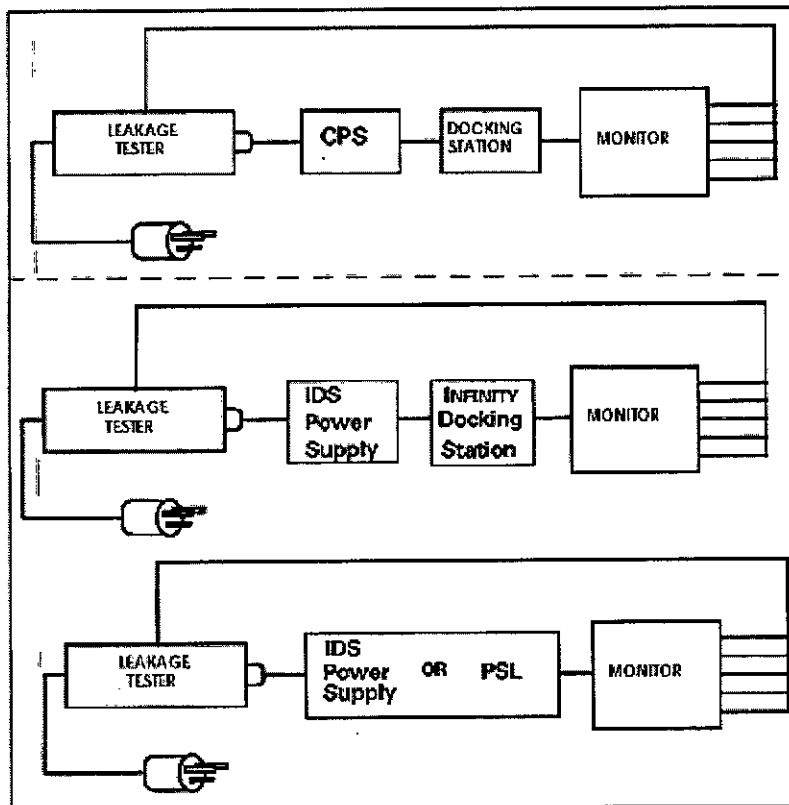 LEAKAGE
TESTER
CPS
DOCKING
STATION
MONITOR
LEAKAGE
TESTER
IDS
Power
Supply
INFINITY
Docking
Station
MONITOR
LEAKAGE
TESTER
IDS
Power
Supply
OR
PSL
MONITOR